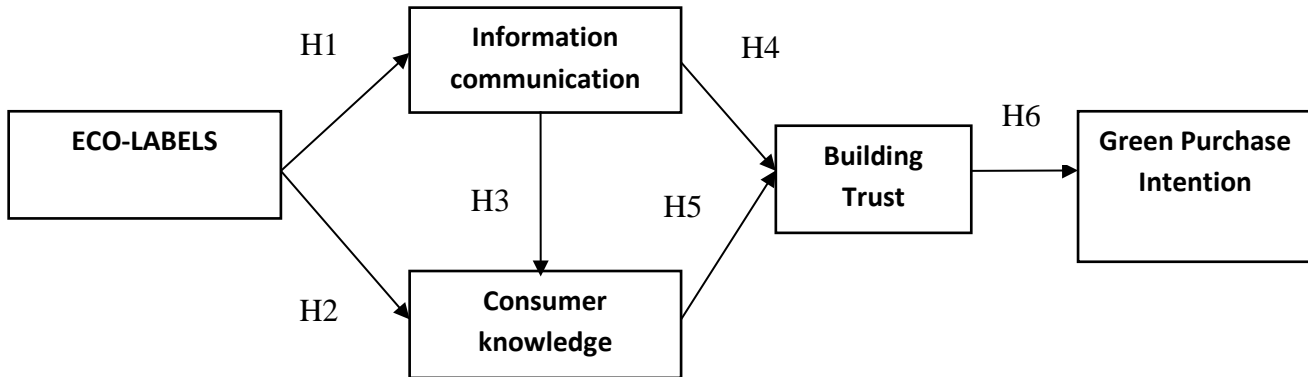 H1
Information
communication
H4
ECO-LABELS
H3
Building
Trust
H6
Green Purchase
Intention
H5
H2
Consumer
knowledge